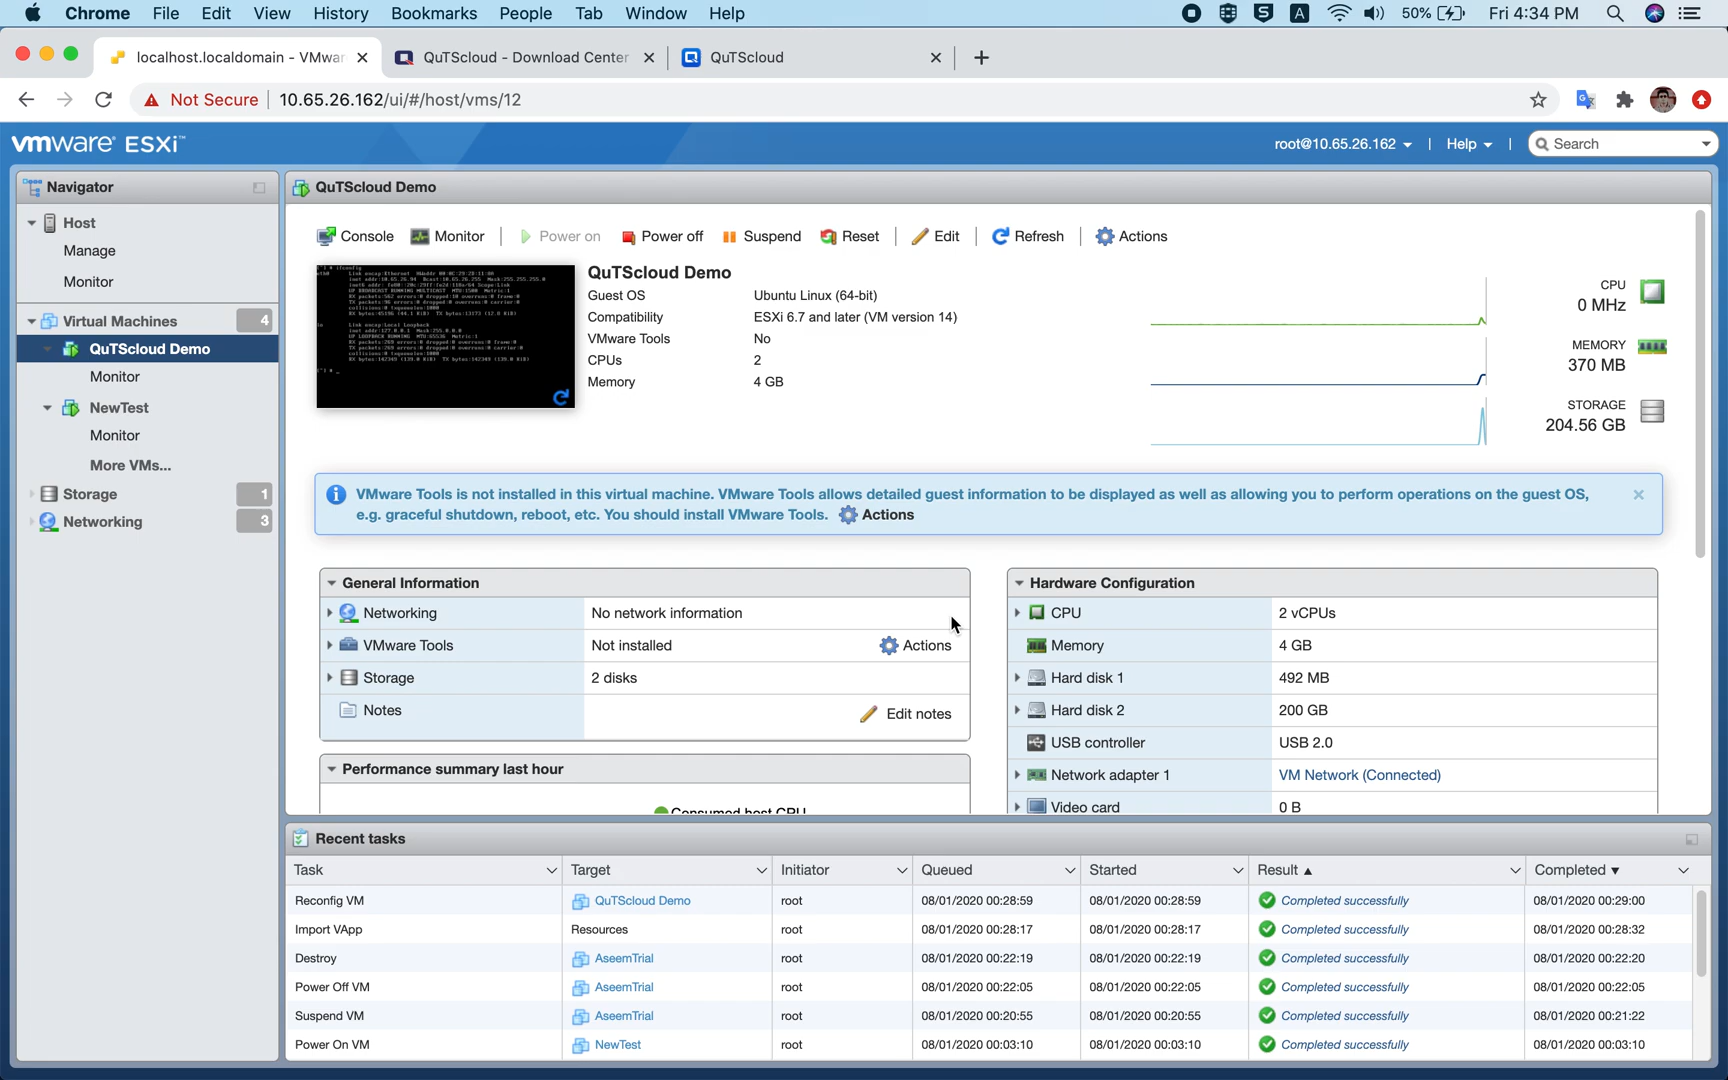 Chrome File Edit View History Bookmarks People Tab Window Help 50% Fri 4:34 PM
localhost.localdomain - VMwar QuTScloud - Download Center QuTScloud
Not Secure 10.65.26.162/ui/#/host/vms/12
vmware ESXi™ root@10.65.26.162 Help Search
Navigator
Host
Manage
Monitor
Virtual Machines 4
QuTScloud Demo
Monitor
NewTest
Monitor
More VMs...
Storage 1
Networking 3
QuTScloud Demo
Console Monitor Power on Power off Suspend Reset Edit Refresh Actions
QuTScloud Demo
Guest OS Ubuntu Linux (64-bit)
Compatibility ESXi 6.7 and later (VM version 14)
VMware Tools No
CPUs 2
Memory 4 GB
CPU
0 MHz
MEMORY
370 MB
STORAGE
204.56 GB
VMware Tools is not installed in this virtual machine. VMware Tools allows detailed guest information to be displayed as well as allowing you to perform operations on the guest OS,
e.g. graceful shutdown, reboot, etc. You should install VMware Tools. Actions
General Information
Networking No network information
VMware Tools Not installed Actions
Storage 2 disks
Notes Edit notes
Performance summary last hour
Consumed host CPU
Hardware Configuration
CPU 2 vCPUs
Memory 4 GB
Hard disk 1 492 MB
Hard disk 2 200 GB
USB controller USB 2.0
Network adapter 1 VM Network (Connected)
Video card 0 B
Recent tasks
Task Target Initiator Queued Started Result Completed
Reconfig VM QuTScloud Demo root 08/01/2020 00:28:59 08/01/2020 00:28:59 Completed successfully 08/01/2020 00:29:00
Import VApp Resources root 08/01/2020 00:28:17 08/01/2020 00:28:17 Completed successfully 08/01/2020 00:28:32
Destroy AseemTrial root 08/01/2020 00:22:19 08/01/2020 00:22:19 Completed successfully 08/01/2020 00:22:20
Power Off VM AseemTrial root 08/01/2020 00:22:05 08/01/2020 00:22:05 Completed successfully 08/01/2020 00:22:05
Suspend VM AseemTrial root 08/01/2020 00:20:55 08/01/2020 00:20:55 Completed successfully 08/01/2020 00:21:22
Power On VM NewTest root 08/01/2020 00:03:10 08/01/2020 00:03:10 Completed successfully 08/01/2020 00:03:10